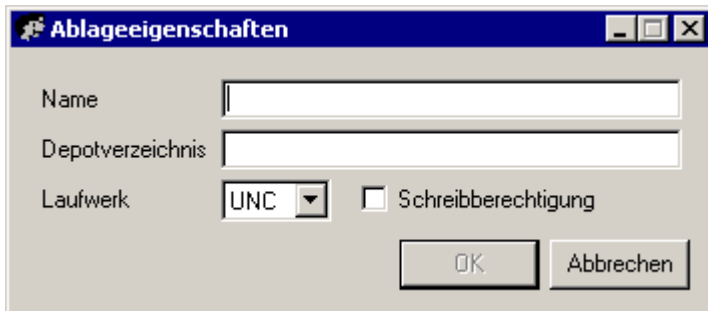 Ablageeigenschaften
Name
Depotverzeichnis
Laufwerk UNC Schreibberechtigung
OK Abbrechen